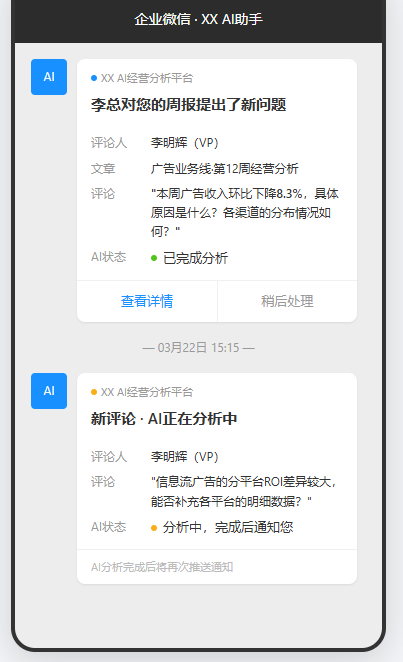 企业微信 · XX AI助手
AI
XX AI经营分析平台
李总对您的周报提出了新问题
评论人 李明辉（VP）
文章 广告业务线·第12周经营分析
评论 "本周广告收入环比下降8.3%，具体
原因是什么？各渠道的分布情况如
何？"
AI状态 已完成分析
查看详情 稍后处理
— 03月22日 15:15 —
AI
XX AI经营分析平台
新评论 · AI正在分析中
评论人 李明辉（VP）
评论 "信息流广告的分平台ROI差异较大，
能否补充各平台的明细数据？"
AI状态 分析中，完成后通知您
AI分析完成后将再次推送通知